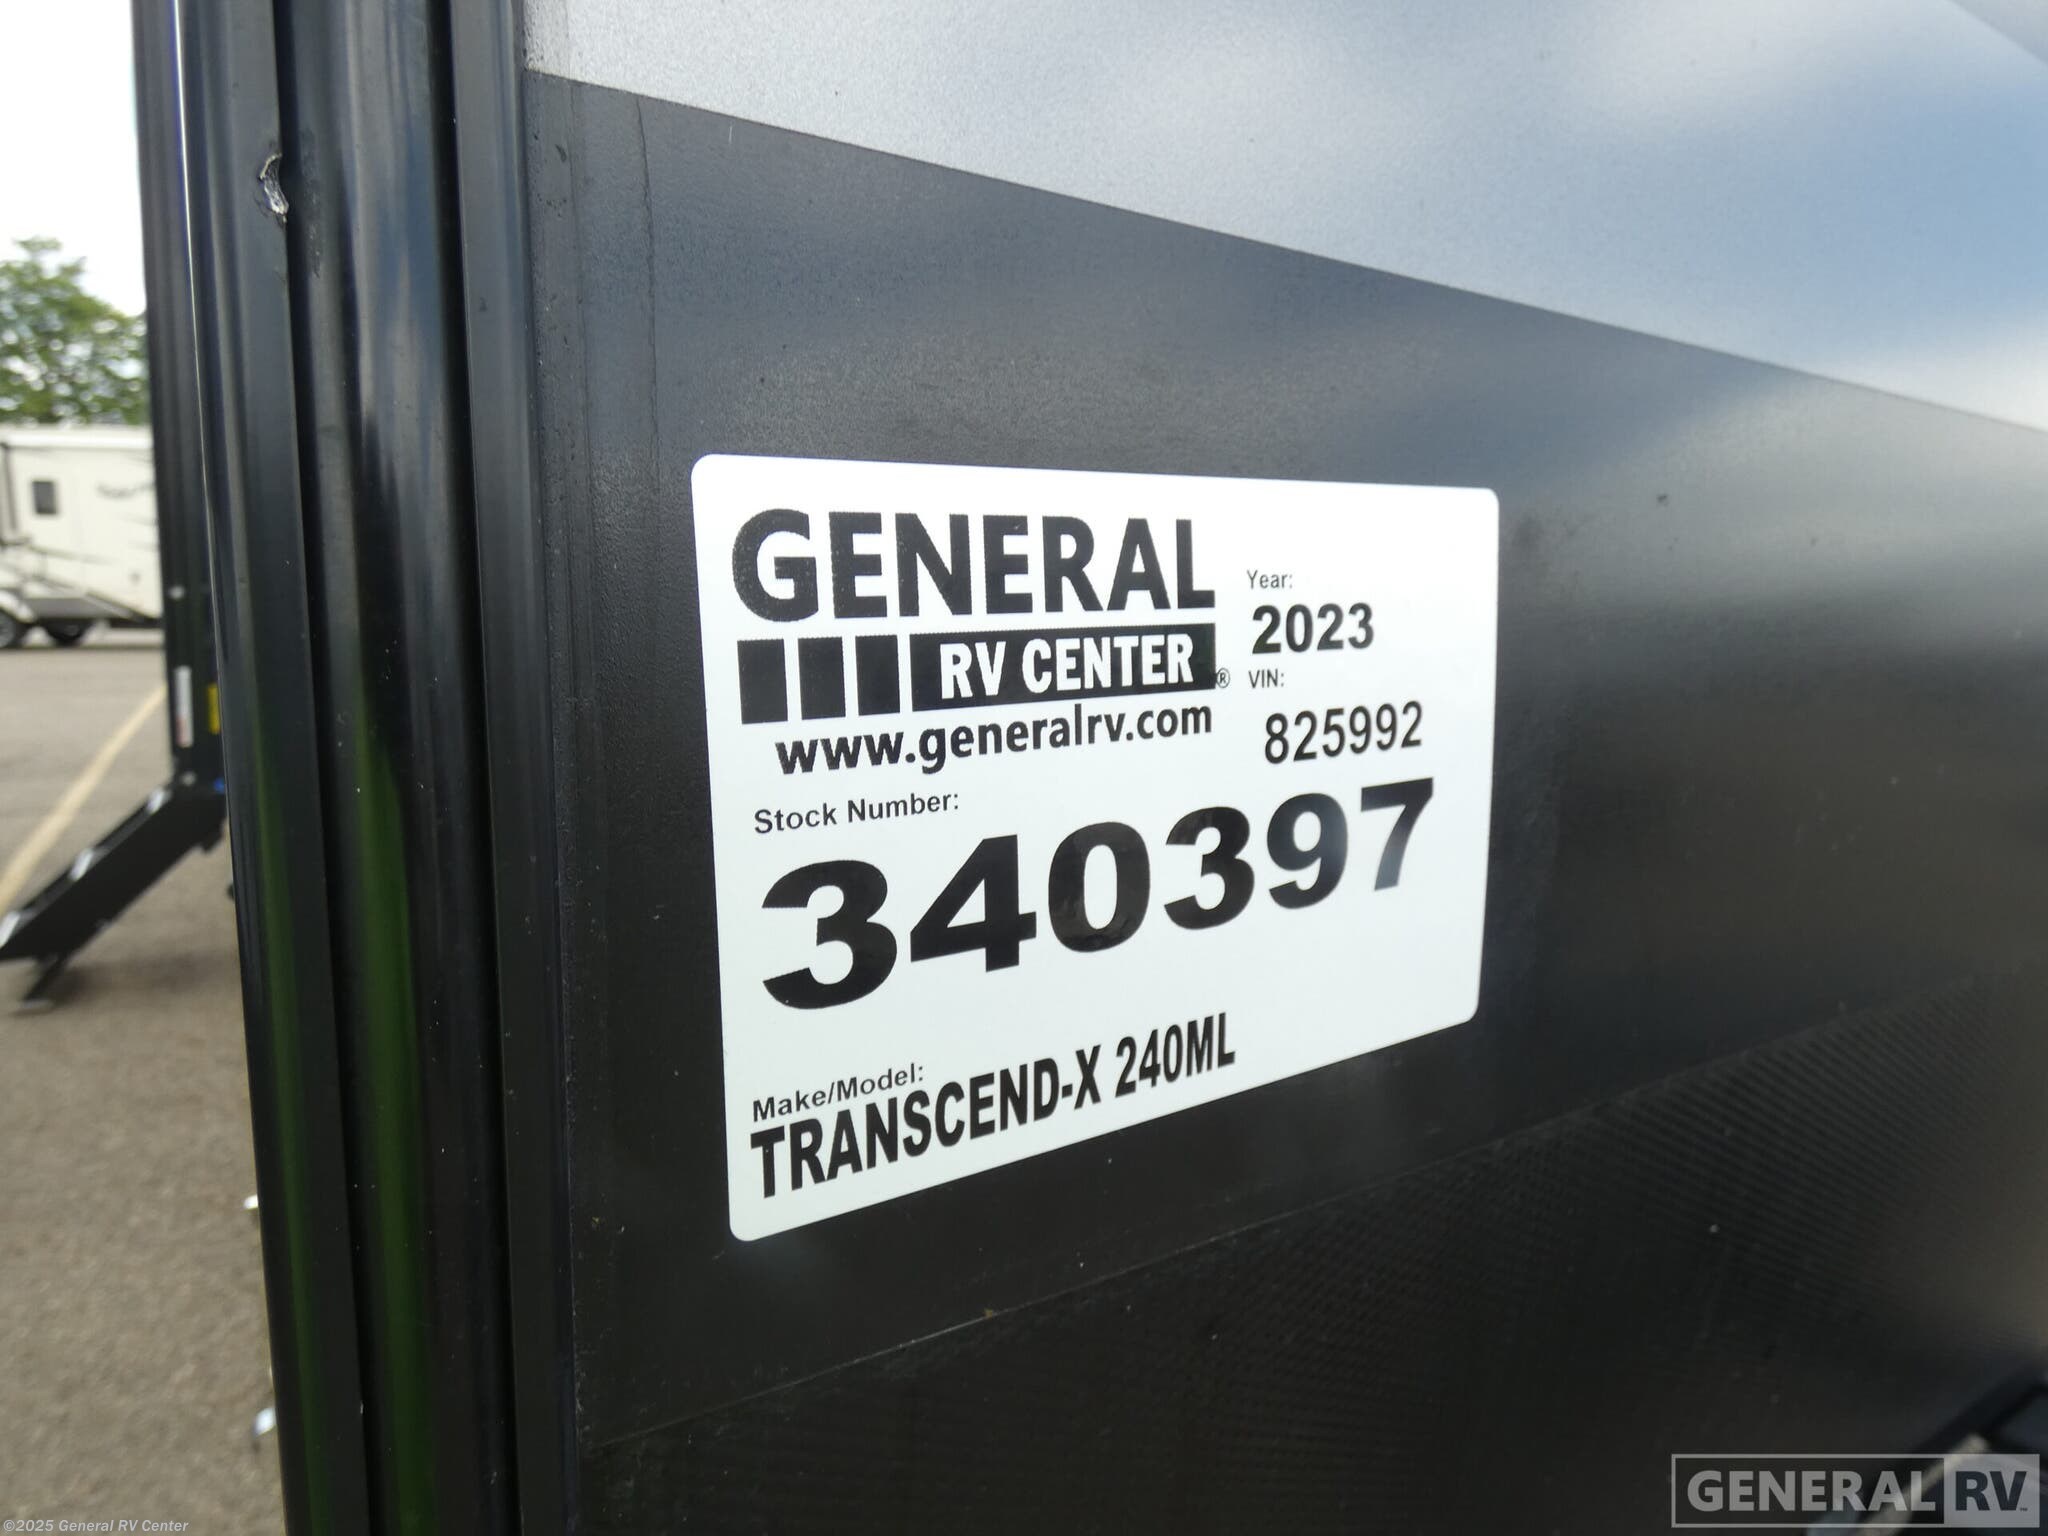 GENERAL
RV CENTER®
www.generalrv.com
Year:
2023
VIN:
825992
Stock Number:
340397
Make/Model:
TRANSCEND-X 240ML
©2025 General RV Center
GENERAL RV™